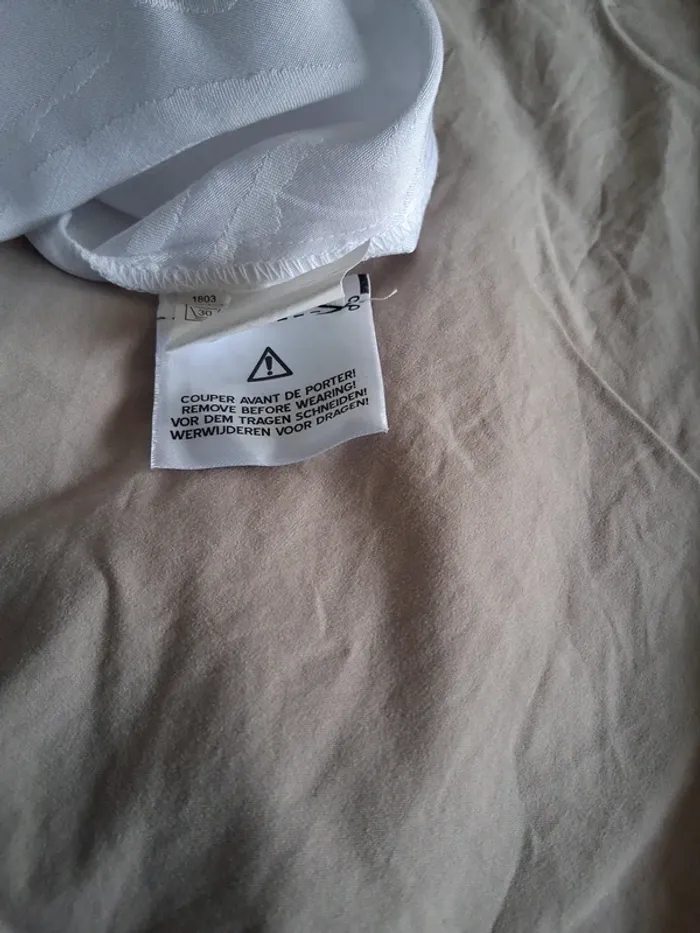 1803
30
COUPER AVANT DE PORTER!
REMOVE BEFORE WEARING!
VOR DEM TRAGEN SCHNEIDEN!
WERWIJDEREN VOOR DRAGEN!